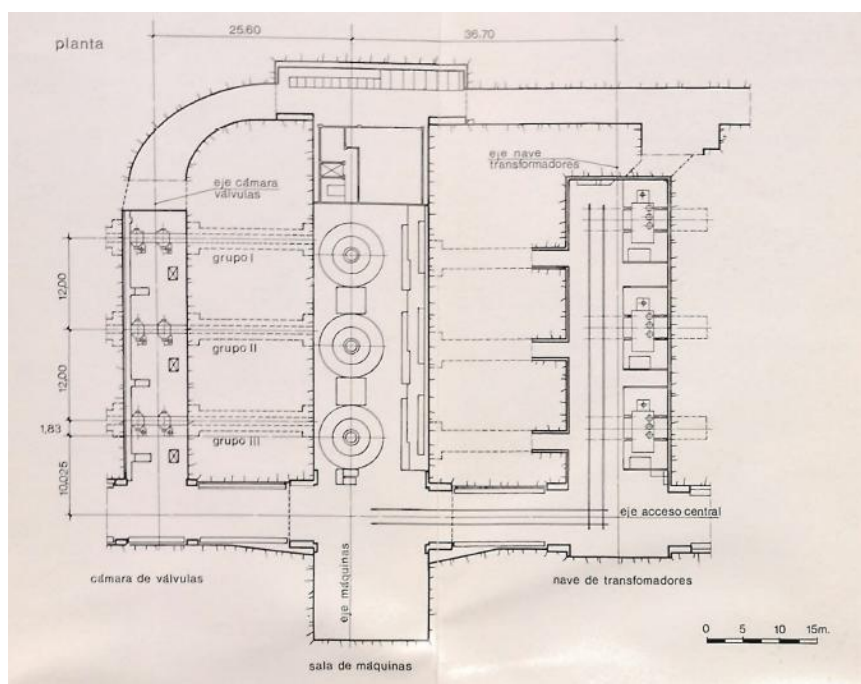 planta
25.60
36.70
eje cámara
válvulas
eje nave
transformadores
grupo I
12,00
grupo II
12,00
1,83
grupo III
10,025
eje acceso central
cámara de válvulas
eje máquinas
nave de transfomadores
0 5 10 15m.
sala de máquinas